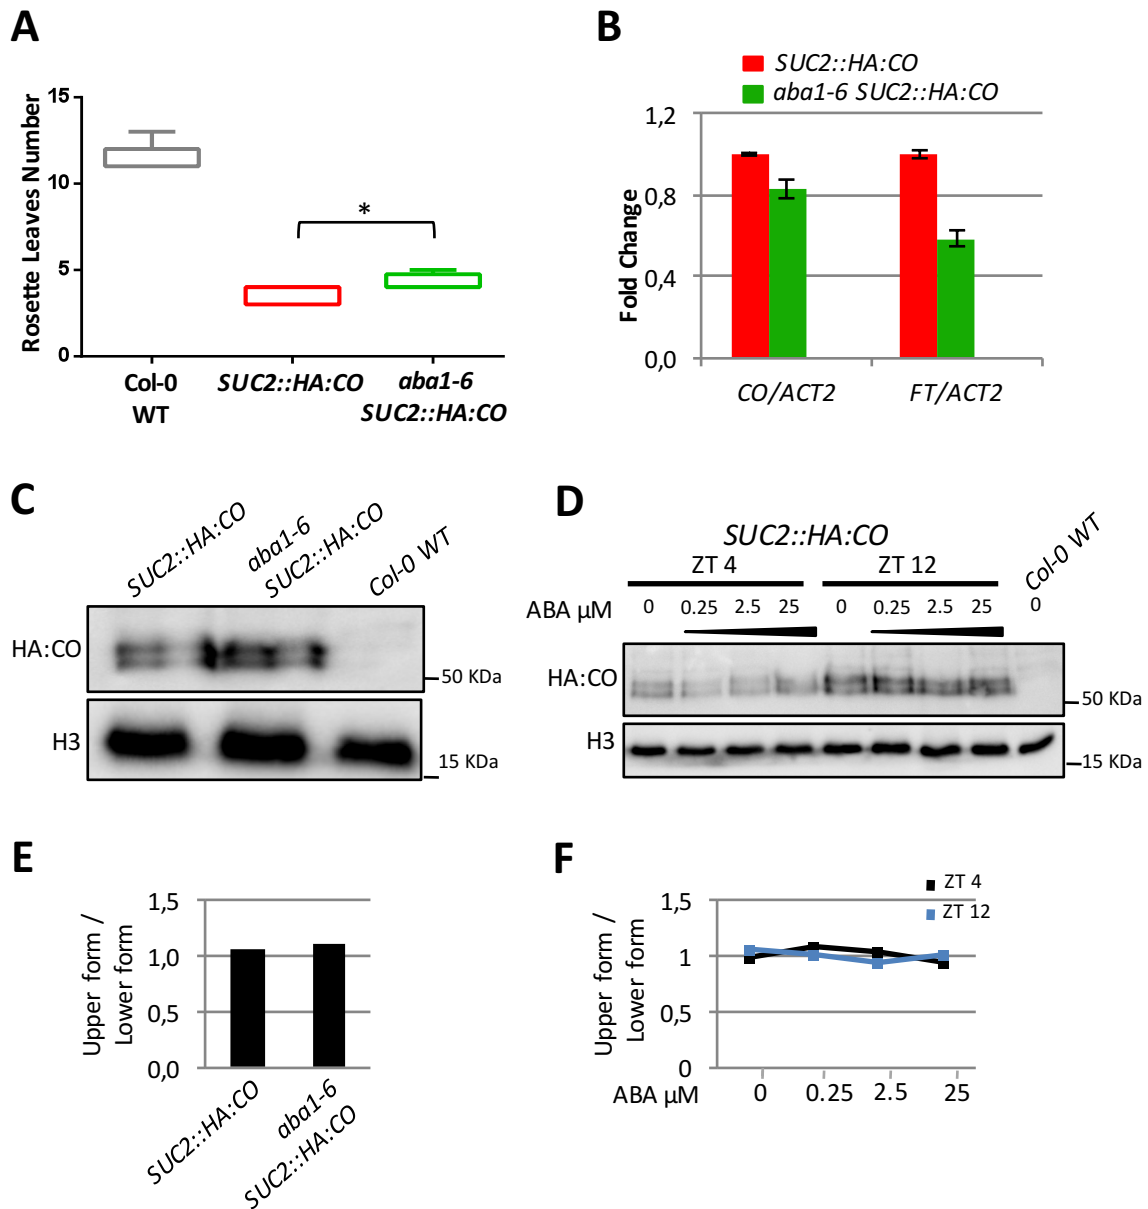 A
Rosette Leaves Number
15
10
5
0
*
Col-0
WT
SUC2::HA:CO
aba1-6
SUC2::HA:CO
B
SUC2::HA:CO
aba1-6 SUC2::HA:CO
Fold Change
1,2
0,8
0,4
0,0
CO/ACT2
FT/ACT2
C
SUC2::HA:CO
aba1-6
SUC2::HA:CO
Col-0 WT
HA:CO
50 KDa
H3
15 KDa
D
SUC2::HA:CO
ZT 4
ZT 12
Col-0 WT
ABA µM
0 0.25 2.5 25 0 0.25 2.5 25 0
HA:CO
50 KDa
H3
15 KDa
E
Upper form /
Lower form
1,5
1,0
0,5
0,0
SUC2::HA:CO
aba1-6
SUC2::HA:CO
F
ZT 4
ZT 12
Upper form /
Lower form
1,5
1
0,5
0
ABA µM 0 0.25 2.5 25